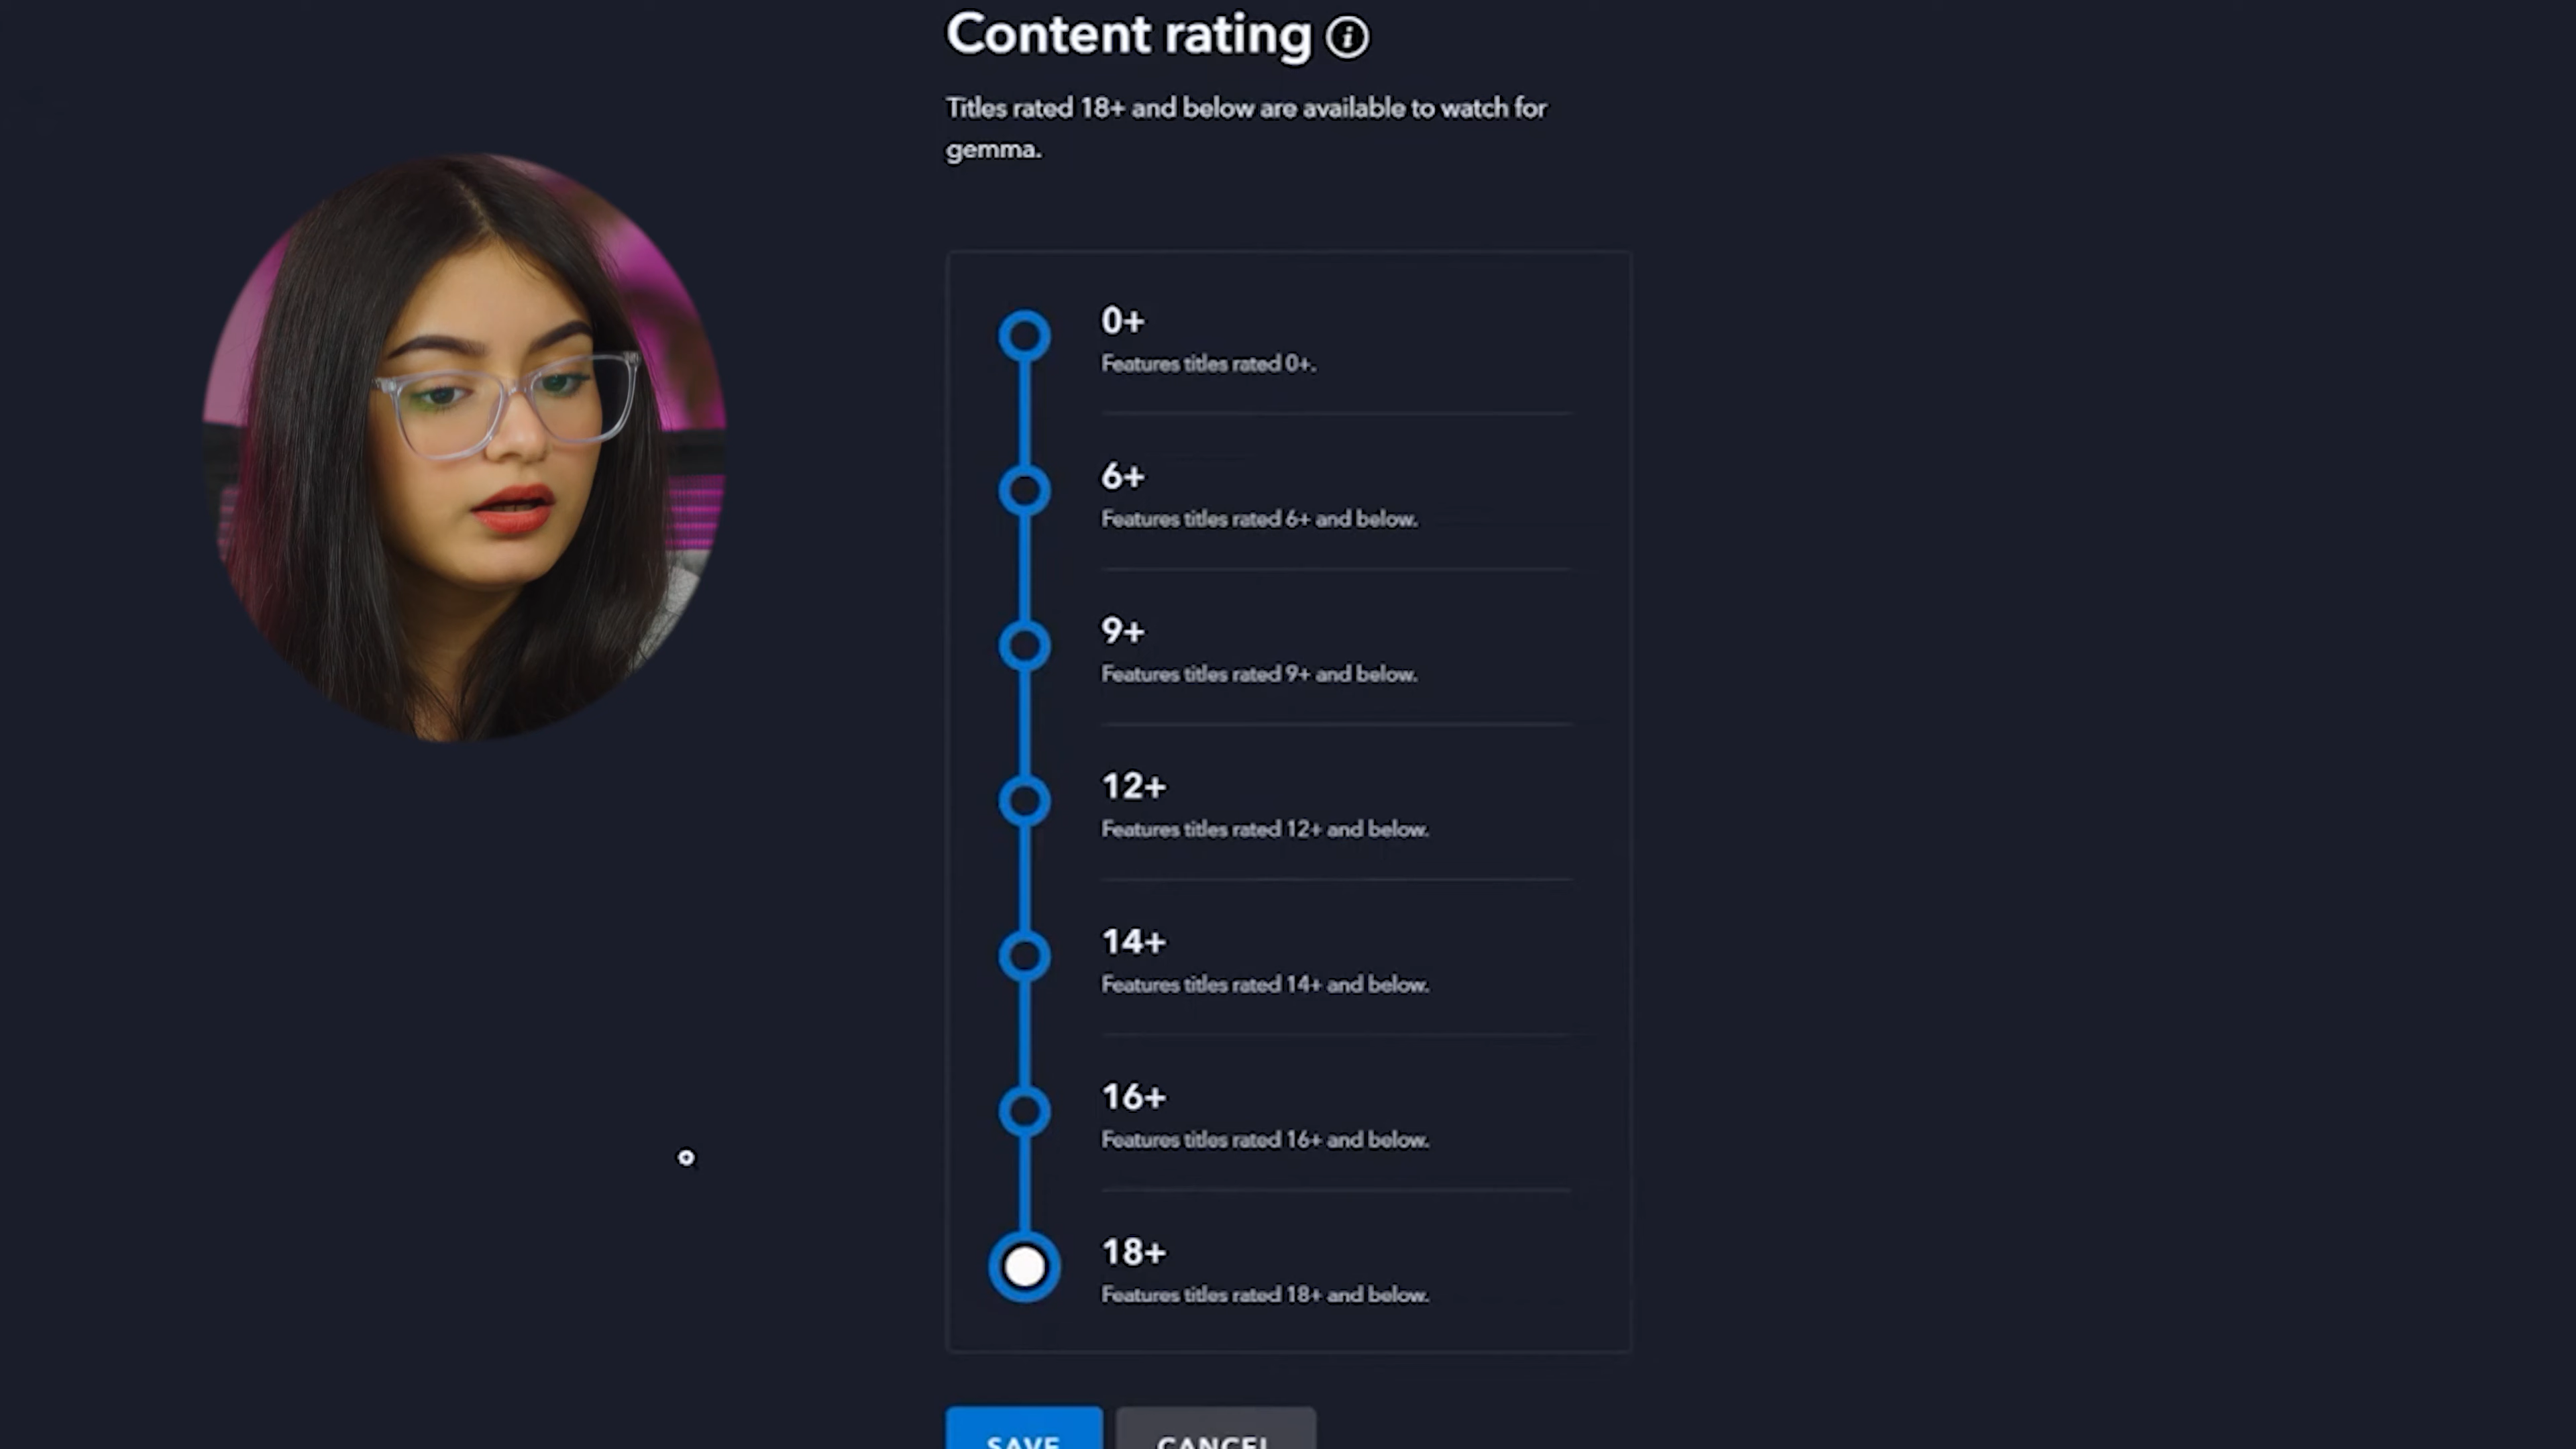 Content rating
Titles rated 18+ and below are available to watch for
gemma.
0+
Features titles rated 0+.
6+
Features titles rated 6+ and below.
9+
Features titles rated 9+ and below.
12+
Features titles rated 12+ and below.
14+
Features titles rated 14+ and below.
16+
Features titles rated 16+ and below.
18+
Features titles rated 18+ and below.
SAVE CANCEL